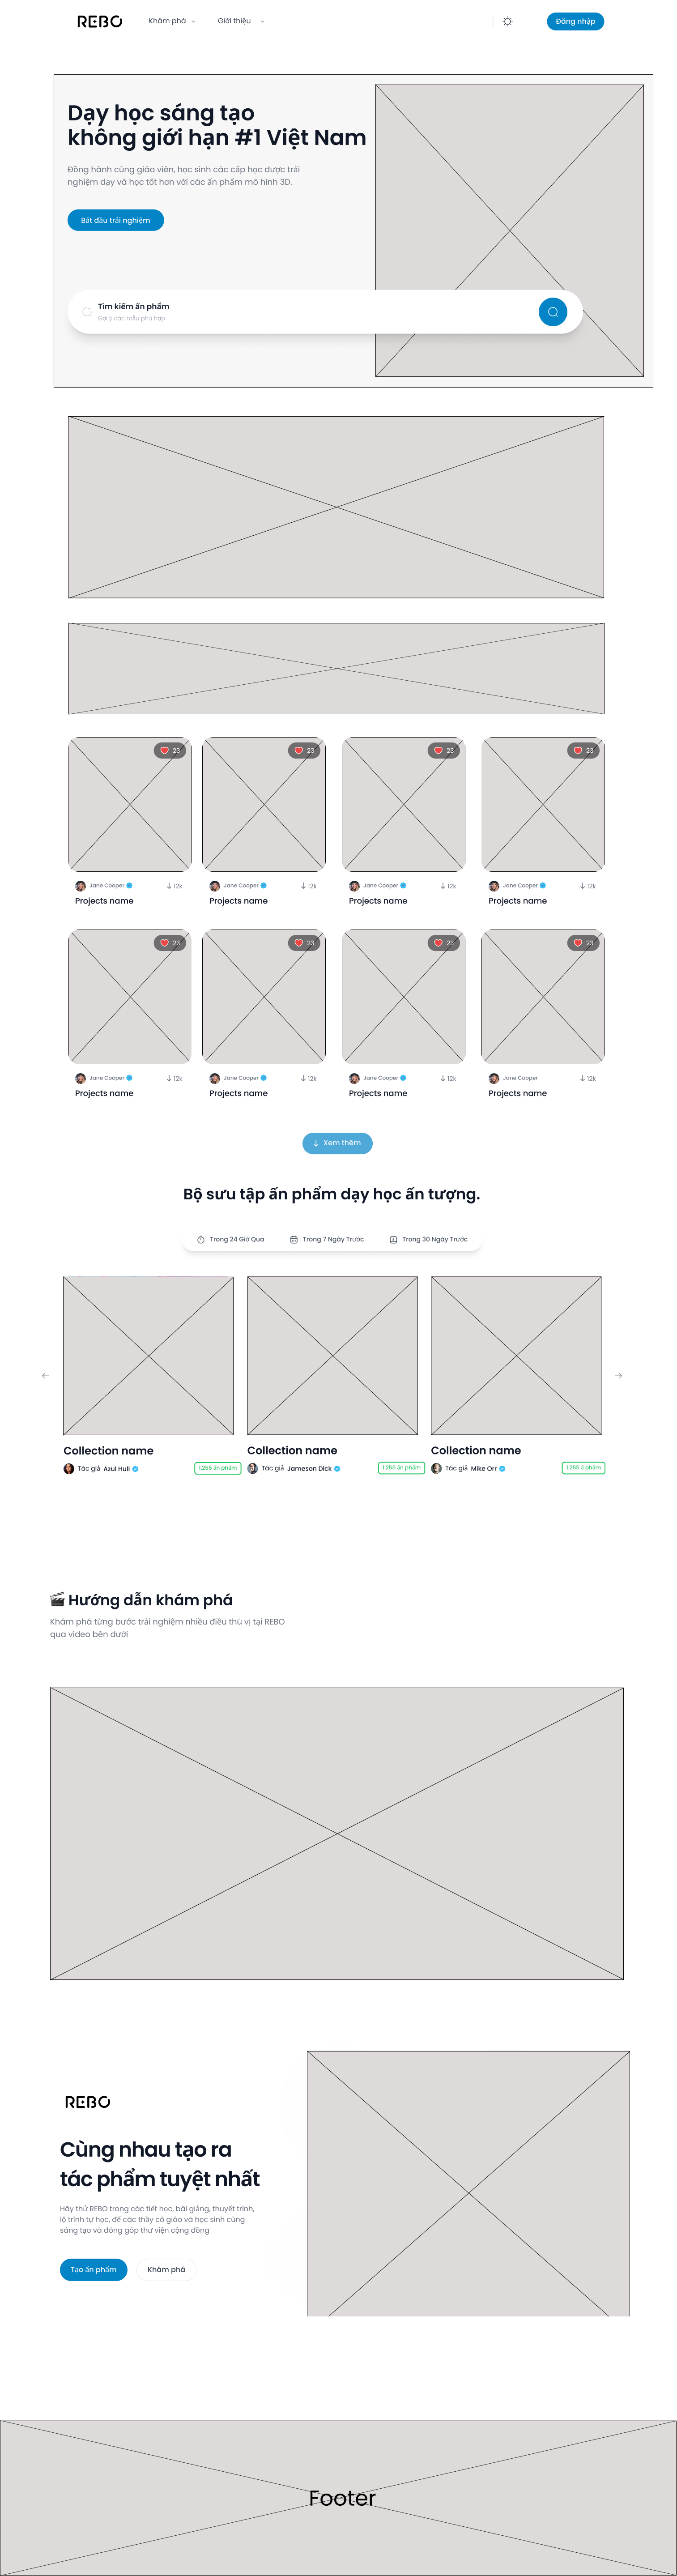 REBO
Khám phá
Giới thiệu
Đăng nhập
Dạy học sáng tạo
không giới hạn #1 Việt Nam
Đồng hành cùng giáo viên, học sinh các cấp học được trải
nghiệm dạy và học tốt hơn với các ấn phẩm mô hình 3D.
Bắt đầu trải nghiệm
Tìm kiếm ấn phẩm
Gợi ý các mẫu phù hợp
23
23
23
23
Jane Cooper 12k
Jane Cooper 12k
Jane Cooper 12k
Jane Cooper 12k
Projects name
Projects name
Projects name
Projects name
23
23
23
23
Jane Cooper 12k
Jane Cooper 12k
Jane Cooper 12k
Jane Cooper 12k
Projects name
Projects name
Projects name
Projects name
Xem thêm
Bộ sưu tập ấn phẩm dạy học ấn tượng.
Trong 24 Giờ Qua
Trong 7 Ngày Trước
Trong 30 Ngày Trước
Collection name
Collection name
Collection name
Tác giả Azul Hull 1.255 ấn phẩm
Tác giả Jameson Dick 1.255 ấn phẩm
Tác giả Mike Orr 1.255 ả phẩm
Hướng dẫn khám phá
Khám phá từng bước trải nghiệm nhiều điều thú vị tại REBO
qua video bên dưới
REBO
Cùng nhau tạo ra
tác phẩm tuyệt nhất
Hãy thử REBO trong các tiết học, bài giảng, thuyết trình,
lộ trình tự học, để các thầy cô giáo và học sinh cùng
sáng tạo và đóng góp thư viện cộng đồng
Tạo ấn phẩm
Khám phá
Footer